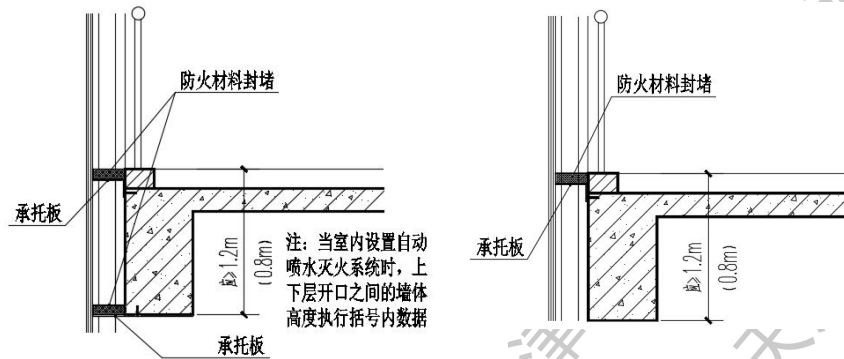 防火材料封堵
承托板
应≥1.2m
(0.8m)
注：当室内设置自动
喷水灭火系统时，上
下层开口之间的墙体
高度执行括号内数据
承托板
防火材料封堵
承托板
应≥1.2m
(0.8m)